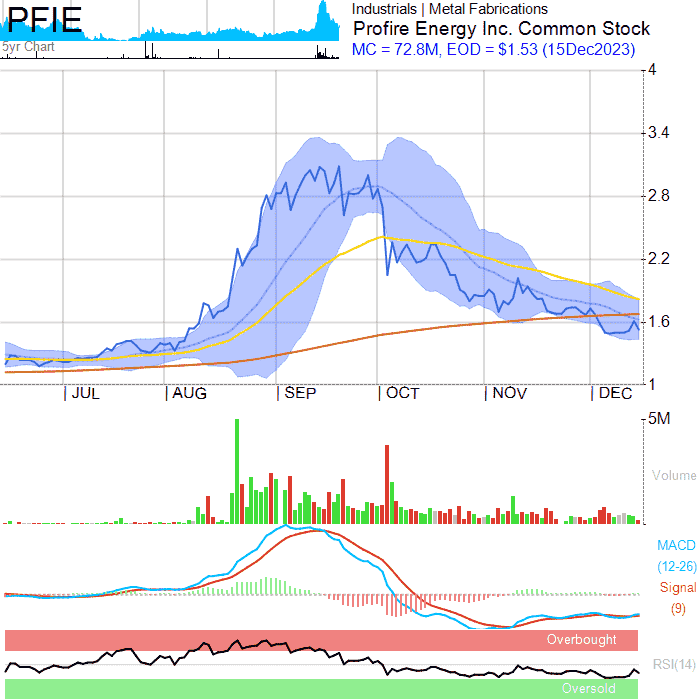 PFIE
5yr Chart
Industrials | Metal Fabrications
Profire Energy Inc. Common Stock
MC = 72.8M, EOD = $1.53 (15Dec2023)
4
3.4
2.8
2.2
1.6
1
JUL AUG SEP OCT NOV DEC
5M
Volume
MACD
(12-26)
Signal
(9)
Overbought
RSI(14)
Oversold